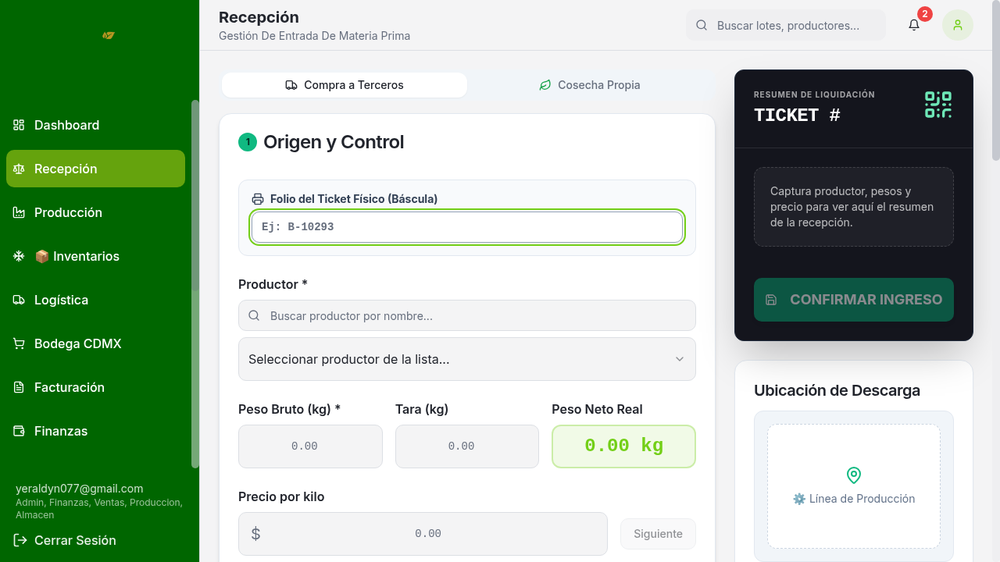 Dashboard
Recepción
Producción
📦 Inventarios
Logística
Bodega CDMX
Facturación
Finanzas
yeraldyn077@gmail.com
Admin, Finanzas, Ventas, Produccion,
Almacen
Cerrar Sesión
Recepción
Gestión De Entrada De Materia Prima
Buscar lotes, productores...
2
Compra a Terceros
Cosecha Propia
1 Origen y Control
Folio del Ticket Físico (Báscula)
Ej: B-10293
Productor *
Buscar productor por nombre...
Seleccionar productor de la lista...
Peso Bruto (kg) *
Tara (kg)
Peso Neto Real
0.00
0.00
0.00 kg
Precio por kilo
$ 0.00
Siguiente
RESUMEN DE LIQUIDACIÓN
TICKET #
Captura productor, pesos y
precio para ver aquí el resumen
de la recepción.
CONFIRMAR INGRESO
Ubicación de Descarga
⚙️ Línea de Producción